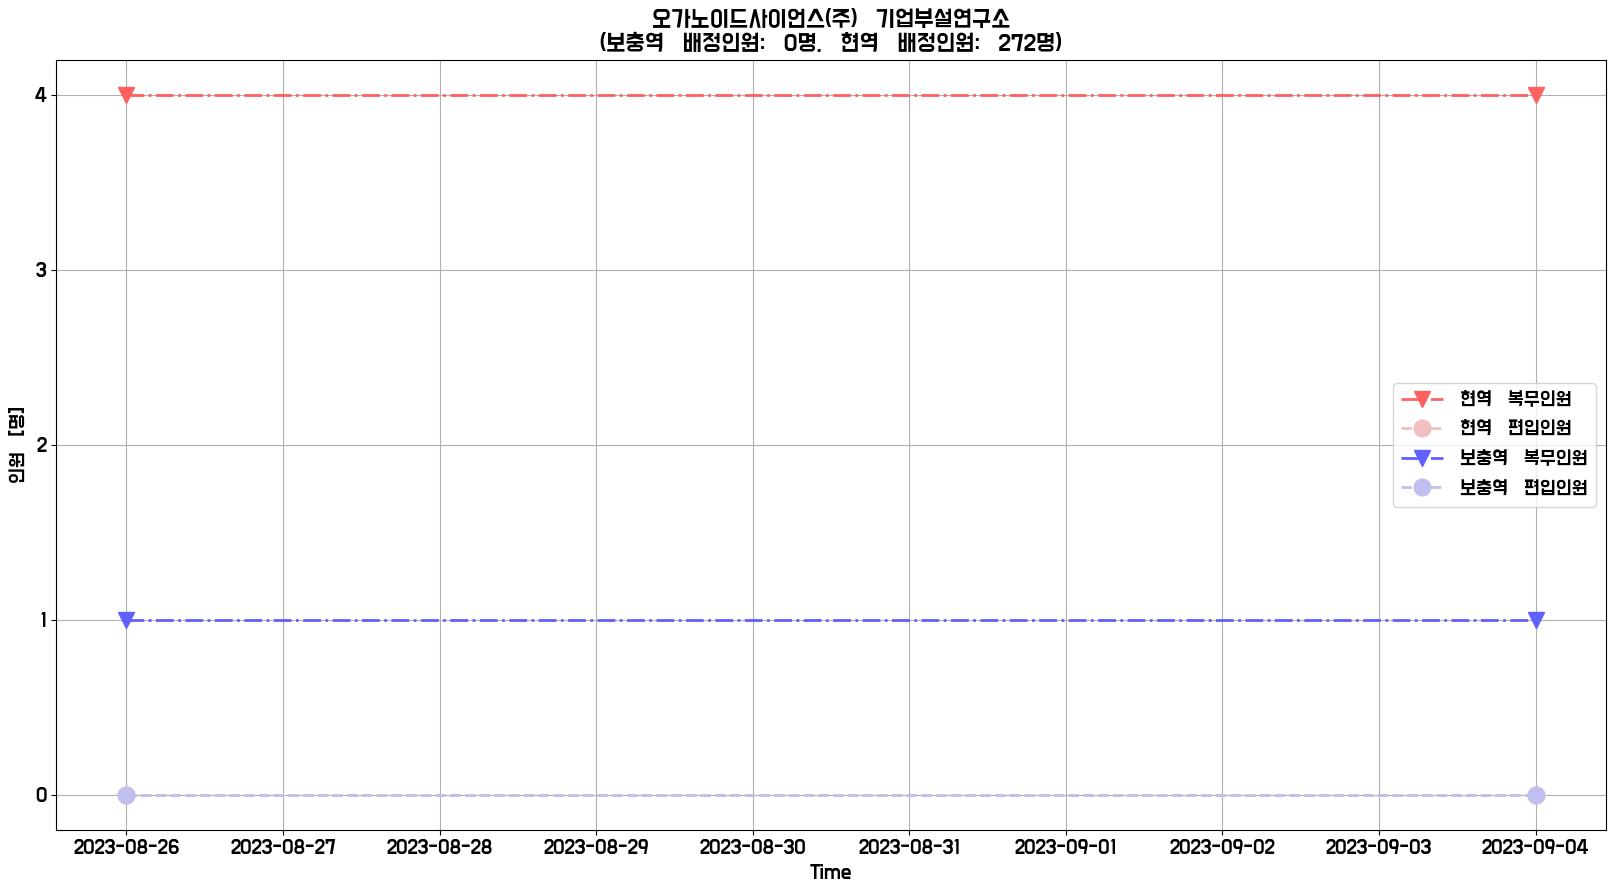 오가노이드사이언스(주) 기업부설연구소
(보충역 배정인원: 0명, 현역 배정인원: 272명)
인원 [명]
4
3
2
1
0
현역 복무인원
현역 편입인원
보충역 복무인원
보충역 편입인원
2023-08-26 2023-08-27 2023-08-28 2023-08-29 2023-08-30 2023-08-31 2023-09-01 2023-09-02 2023-09-03 2023-09-04
Time